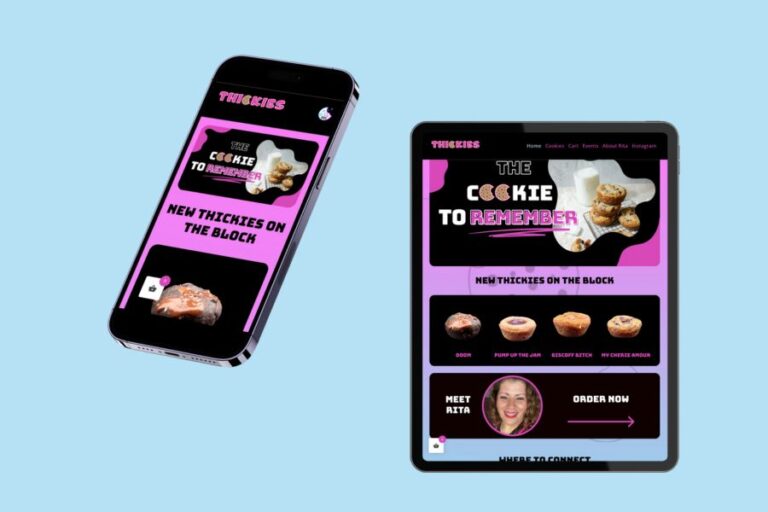 THICKIES
THE
COOKIE
TO REMEMBER
NEW THICKIES ON
THE BLOCK
THICKIES
Home Cookies Cart Events About Rita Instagram
THE
COOKIE
TO REMEMBER
NEW THICKIES ON THE BLOCK
DOOM PUMP UP THE JAM BISCOFF BITCH MY CHERIE AMOUR
MEET
RITA
ORDER NOW
WHERE TO CONNECT